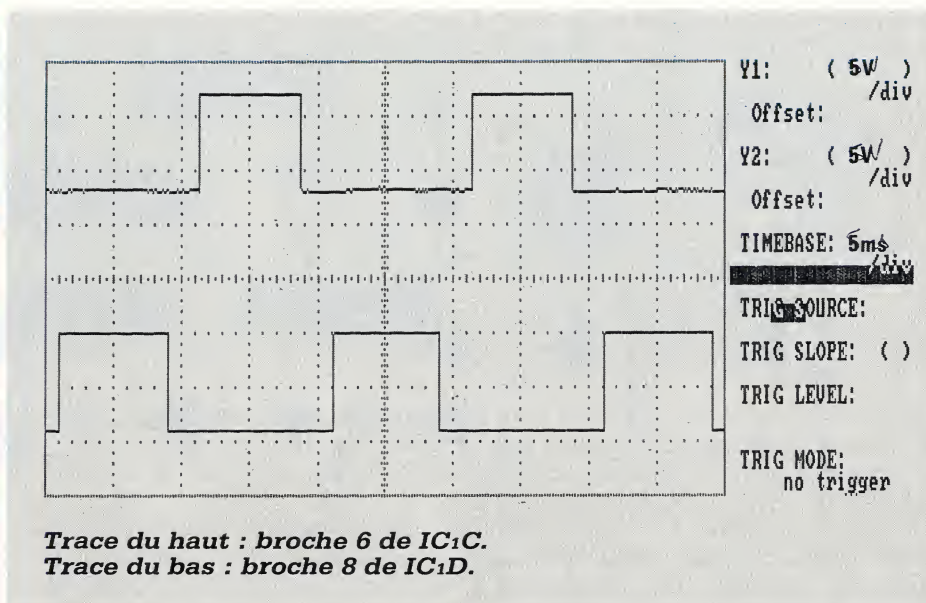 Y1: ( 5V )
/div
Offset:
Y2: ( 5V )
/div
Offset:
TIMEBASE: 5ms
/div
TRIG SOURCE:
TRIG SLOPE: ( )
TRIG LEVEL:
TRIG MODE:
no trigger
Trace du haut : broche 6 de IC1C.
Trace du bas : broche 8 de IC1D.